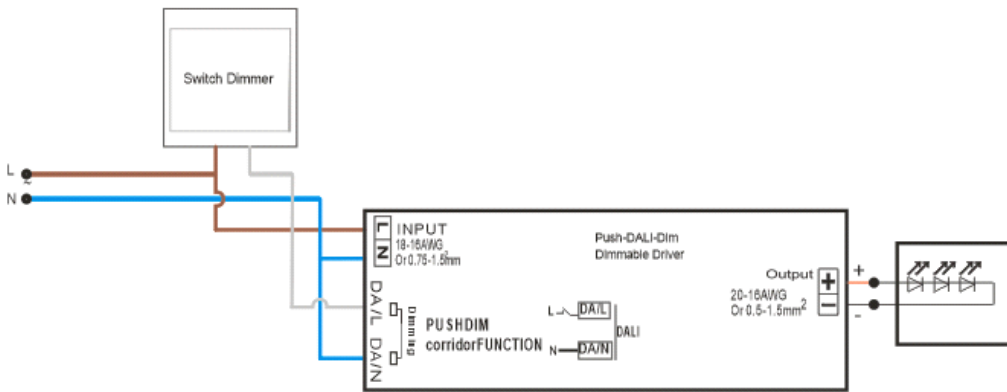 Switch Dimmer
L
~
N
L
N
INPUT
18-16AWG
Or 0.75-1.5mm²
Push-DALI-Dim
Dimmable Driver
Output
+
-
20-16AWG
Or 0.5-1.5mm²
+
-
DA/L
DA/N
Dimming
PUSHDIM
corridorFUNCTION
L
DA/L
DALI
N
DA/N